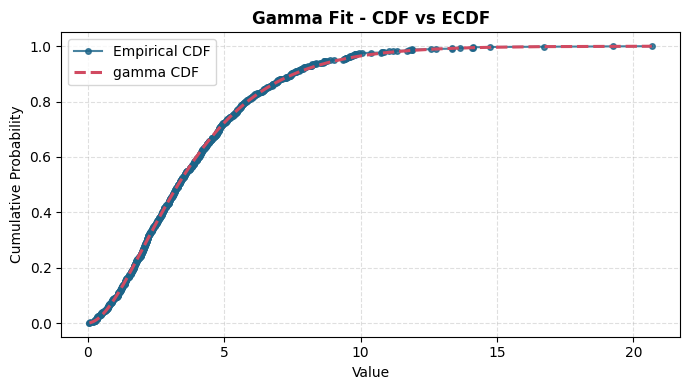 Gamma Fit - CDF vs ECDF
Empirical CDF
gamma CDF
Cumulative Probability
1.0
0.8
0.6
0.4
0.2
0.0
0 5 10 15 20
Value